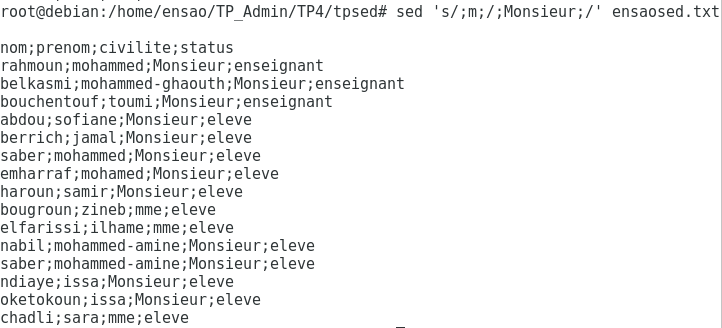 root@debian:/home/ensao/TP_Admin/TP4/tpsed# sed 's/;m;/;Monsieur;/' ensaosed.txt
nom;prenom;civilite;status
rahmoun;mohammed;Monsieur;enseignant
belkasmi;mohammed-ghaouth;Monsieur;enseignant
bouchentouf;toumi;Monsieur;enseignant
abdou;sofiane;Monsieur;eleve
berrich;jamal;Monsieur;eleve
saber;mohammed;Monsieur;eleve
emharraf;mohamed;Monsieur;eleve
haroun;samir;Monsieur;eleve
bougroun;zineb;mme;eleve
elfarissi;ilhame;mme;eleve
nabil;mohammed-amine;Monsieur;eleve
saber;mohammed-amine;Monsieur;eleve
ndiaye;issa;Monsieur;eleve
oketokoun;issa;Monsieur;eleve
chadli;sara;mme;eleve